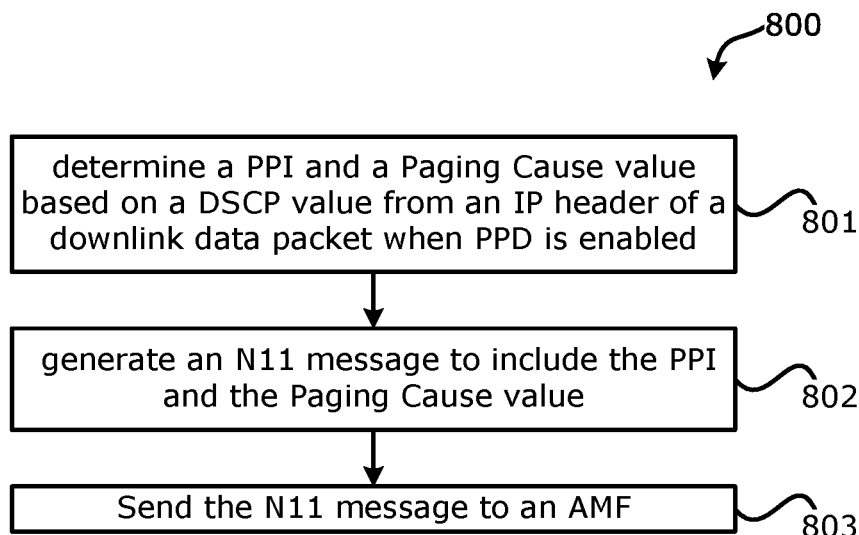 800
determine a PPI and a Paging Cause value
based on a DSCP value from an IP header of a
downlink data packet when PPD is enabled
801
generate an N11 message to include the PPI
and the Paging Cause value
802
Send the N11 message to an AMF
803